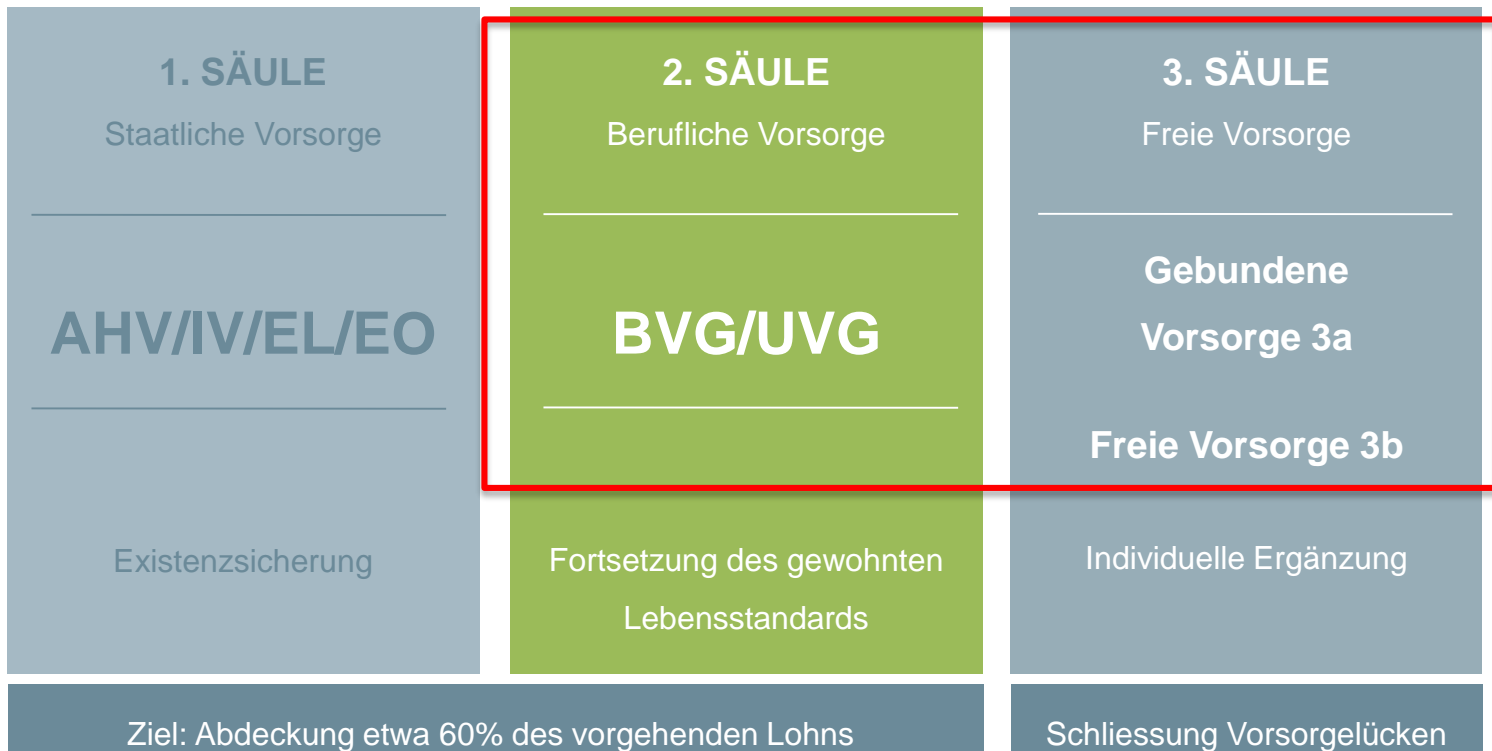 1. SÄULE
Staatliche Vorsorge
AHV/IV/EL/EO
Existenzsicherung
2. SÄULE
Berufliche Vorsorge
BVG/UVG
Fortsetzung des gewohnten
Lebensstandards
3. SÄULE
Freie Vorsorge
Gebundene
Vorsorge 3a
Freie Vorsorge 3b
Individuelle Ergänzung
Ziel: Abdeckung etwa 60% des vorgehenden Lohns
Schliessung Vorsorgelücken